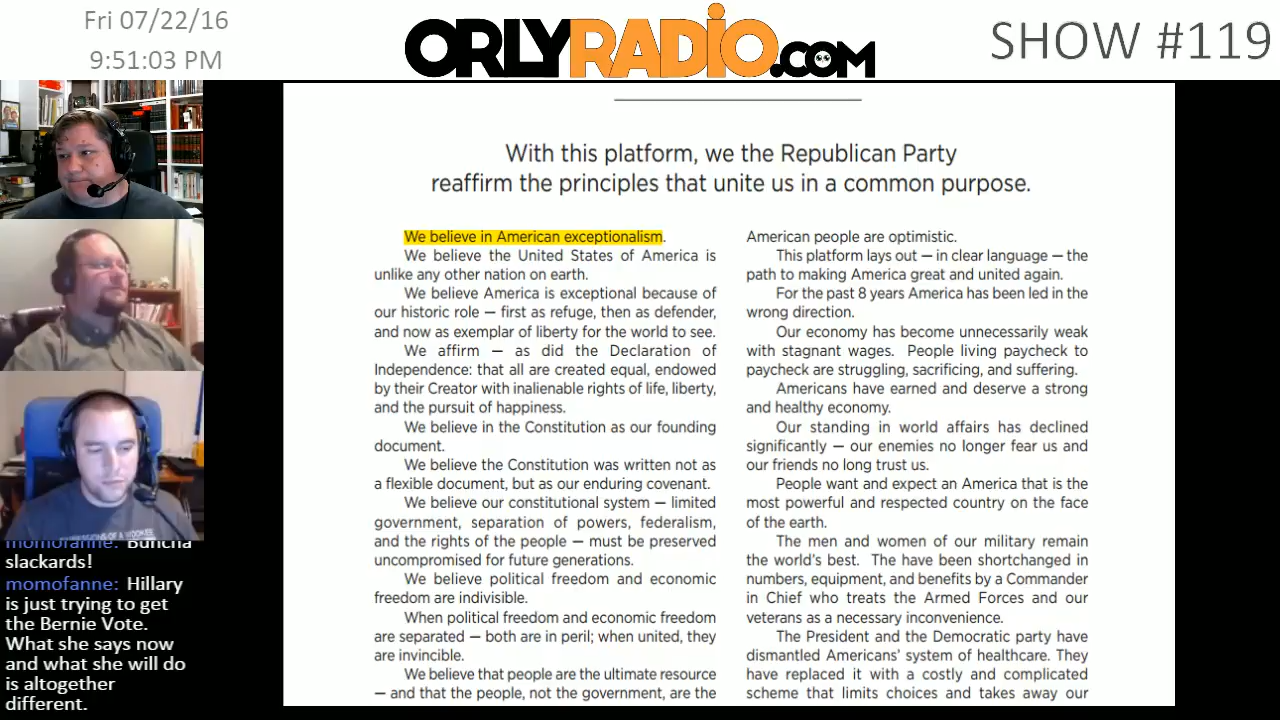 Fri 07/22/16
9:51:03 PM
ORLYRADIO.COM
SHOW #119
With this platform, we the Republican Party
reaffirm the principles that unite us in a common purpose.
We believe in American exceptionalism.
We believe the United States of America is
unlike any other nation on earth.
We believe America is exceptional because of
our historic role — first as refuge, then as defender,
and now as exemplar of liberty for the world to see.
We affirm — as did the Declaration of
Independence: that all are created equal, endowed
by their Creator with inalienable rights of life, liberty,
and the pursuit of happiness.
We believe in the Constitution as our founding
document.
We believe the Constitution was written not as
a flexible document, but as our enduring covenant.
We believe our constitutional system — limited
government, separation of powers, federalism,
and the rights of the people — must be preserved
uncompromised for future generations.
We believe political freedom and economic
freedom are indivisible.
When political freedom and economic freedom
are separated — both are in peril; when united, they
are invincible.
We believe that people are the ultimate resource
— and that the people, not the government, are the
American people are optimistic.
This platform lays out — in clear language — the
path to making America great and united again.
For the past 8 years America has been led in the
wrong direction.
Our economy has become unnecessarily weak
with stagnant wages. People living paycheck to
paycheck are struggling, sacrificing, and suffering.
Americans have earned and deserve a strong
and healthy economy.
Our standing in world affairs has declined
significantly — our enemies no longer fear us and
our friends no long trust us.
People want and expect an America that is the
most powerful and respected country on the face
of the earth.
The men and women of our military remain
the world's best. The have been shortchanged in
numbers, equipment, and benefits by a Commander
in Chief who treats the Armed Forces and our
veterans as a necessary inconvenience.
The President and the Democratic party have
dismantled Americans' system of healthcare. They
have replaced it with a costly and complicated
scheme that limits choices and takes away our
momofanne: Buncha
slackards!
momofanne: Hillary
is just trying to get
the Bernie Vote.
What she says now
and what she will do
is altogether
different.